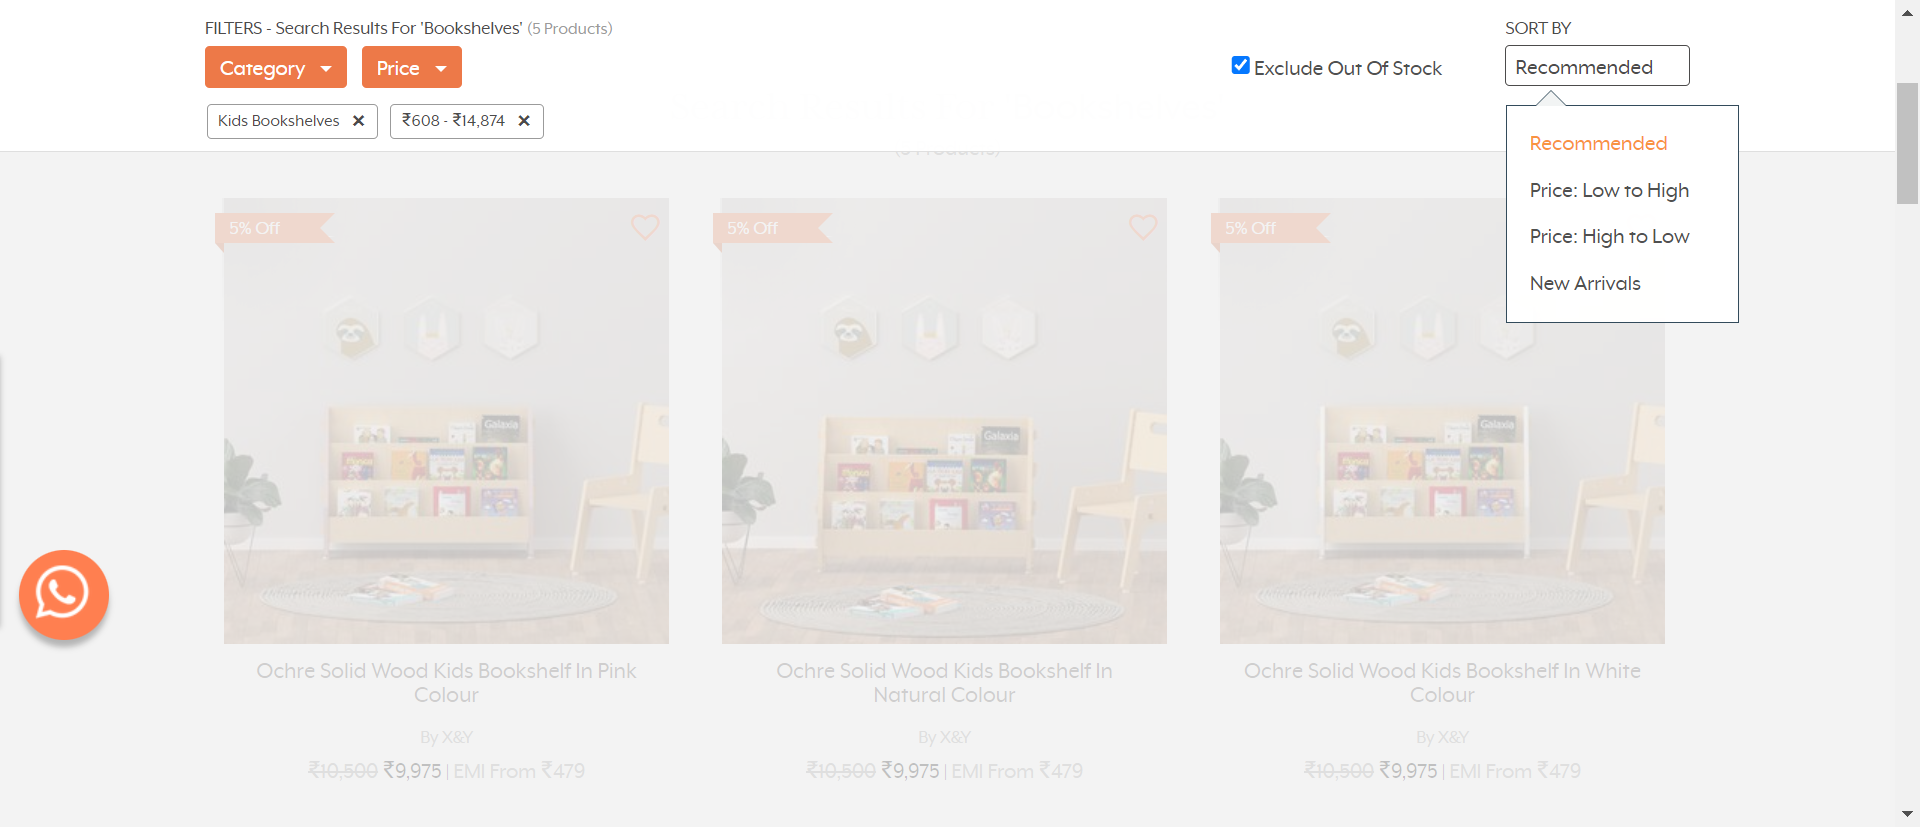 FILTERS - Search Results For 'Bookshelves' (5 Products)
SORT BY
Category
Price
Exclude Out Of Stock
Recommended
Kids Bookshelves ✕
₹608 - ₹14,874 ✕
(5 Products)
Recommended
Price: Low to High
Price: High to Low
New Arrivals
5% Off
5% Off
5% Off
Galaxia
Galaxia
Galaxia
Ochre Solid Wood Kids Bookshelf In Pink
Colour
By X&Y
₹10,500 ₹9,975 | EMI From ₹479
Ochre Solid Wood Kids Bookshelf In
Natural Colour
By X&Y
₹10,500 ₹9,975 | EMI From ₹479
Ochre Solid Wood Kids Bookshelf In White
Colour
By X&Y
₹10,500 ₹9,975 | EMI From ₹479